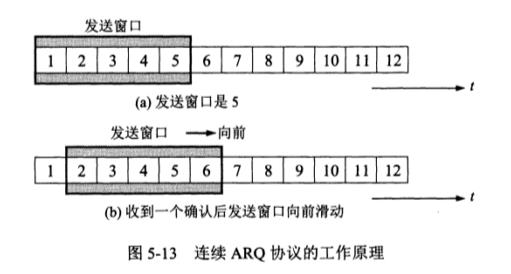 发送窗口
1 2 3 4 5 6 7 8 9 10 11 12
t
(a) 发送窗口是 5
发送窗口 向前
1 2 3 4 5 6 7 8 9 10 11 12
t
(b) 收到一个确认后发送窗口向前滑动
图 5-13 连续 ARQ 协议的工作原理